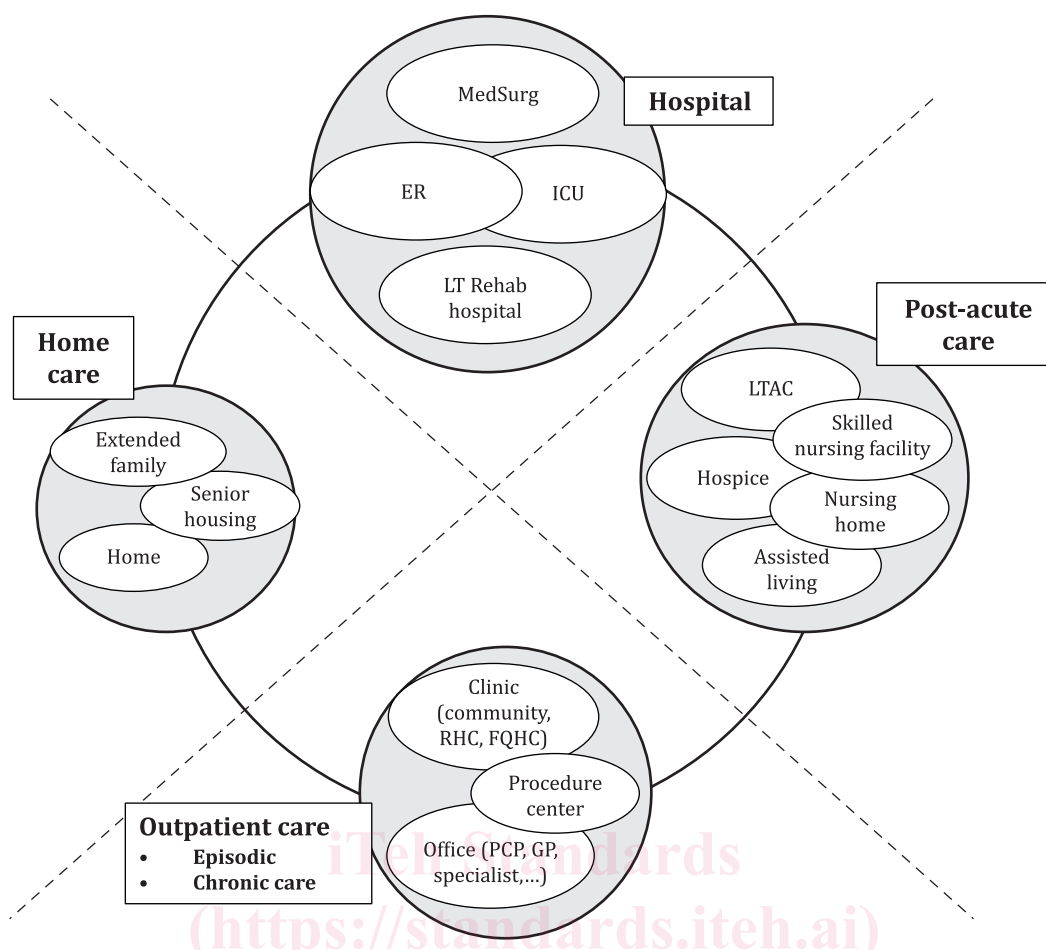 MedSurg
Hospital
ER
ICU
LT Rehab
hospital
Post-acute
care
LTAC
Skilled
nursing facility
Hospice
Nursing
home
Assisted
living
Home
care
Extended
family
Senior
housing
Home
Clinic
(community,
RHC, FQHC)
Procedure
center
Office (PCP, GP,
specialist,...)
Outpatient care
• Episodic
• Chronic care
iTeh Standards
(https://standards.iteh.ai)